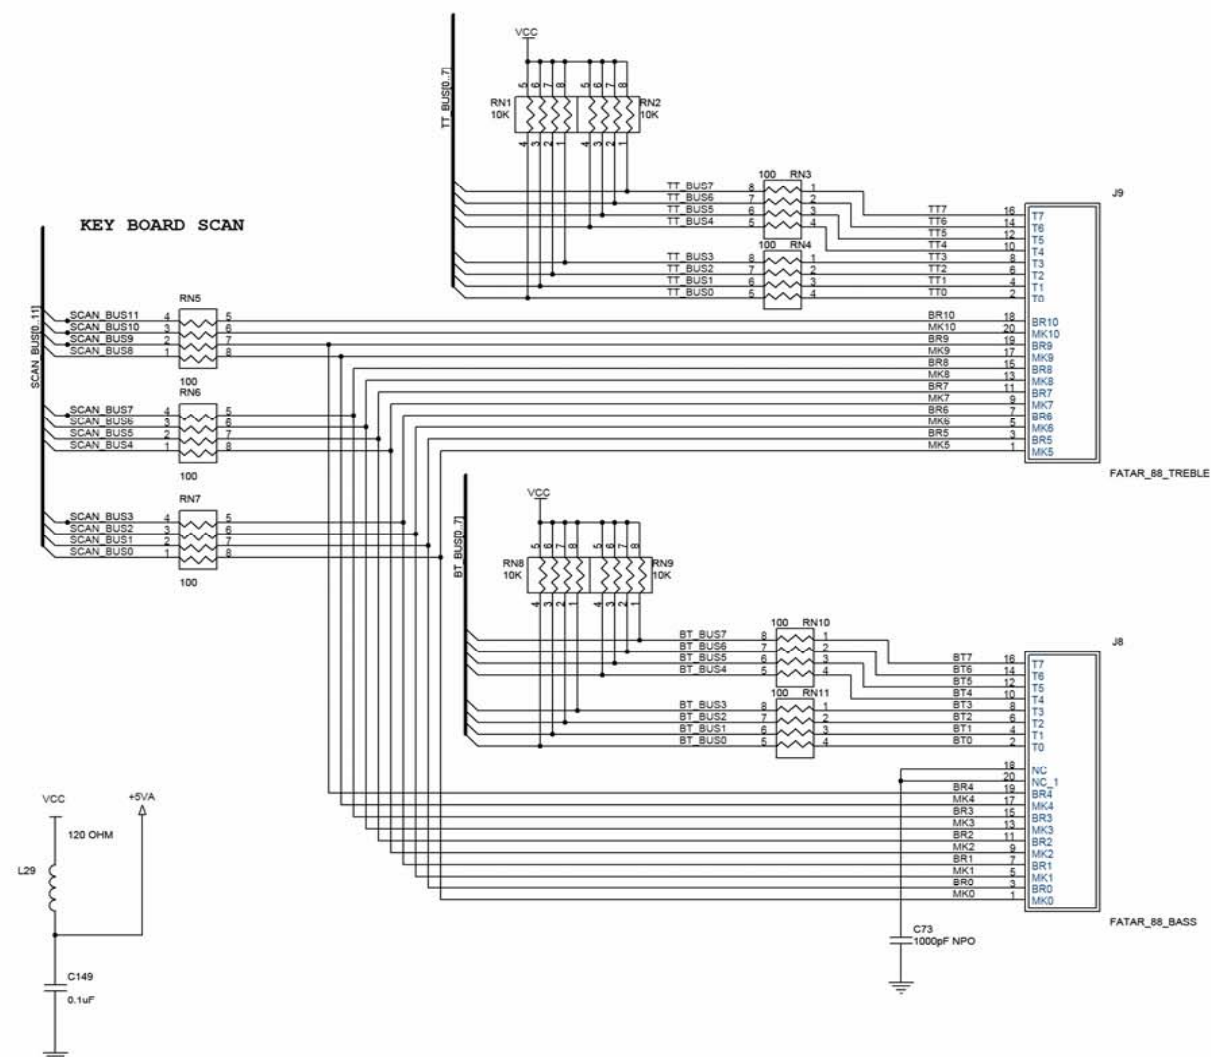 VCC
TT_BUS[0..7]
5 6 7 8 5 6 7 8
RN1
10K
RN2
10K
4 3 2 1 4 3 2 1
100 RN3
TT_BUS7 8 1
TT_BUS6 7 2
TT_BUS5 6 3
TT_BUS4 5 4
100 RN4
TT_BUS3 8 1
TT_BUS2 7 2
TT_BUS1 6 3
TT_BUS0 5 4
J9
TT7 16 T7
TT6 14 T6
TT5 12 T5
TT4 10 T4
TT3 8 T3
TT2 6 T2
TT1 4 T1
TT0 2 T0
BR10 18 BR10
MK10 20 MK10
BR9 19 BR9
MK9 17 MK9
BR8 15 BR8
MK8 13 MK8
BR7 11 BR7
MK7 9 MK7
BR6 7 BR6
MK6 5 MK6
BR5 3 BR5
MK5 1 MK5
FATAR_88_TREBLE
KEY BOARD SCAN
SCAN_BUS[0..11]
RN5
SCAN_BUS11 4 5
SCAN_BUS10 3 6
SCAN_BUS9 2 7
SCAN_BUS8 1 8
100
RN6
SCAN_BUS7 4 5
SCAN_BUS6 3 6
SCAN_BUS5 2 7
SCAN_BUS4 1 8
100
RN7
SCAN_BUS3 4 5
SCAN_BUS2 3 6
SCAN_BUS1 2 7
SCAN_BUS0 1 8
100
VCC
BT_BUS[0..7]
5 6 7 8 5 6 7 8
RN8
10K
RN9
10K
4 3 2 1 4 3 2 1
100 RN10
BT_BUS7 8 1
BT_BUS6 7 2
BT_BUS5 6 3
BT_BUS4 5 4
100 RN11
BT_BUS3 8 1
BT_BUS2 7 2
BT_BUS1 6 3
BT_BUS0 5 4
J8
BT7 16 T7
BT6 14 T6
BT5 12 T5
BT4 10 T4
BT3 8 T3
BT2 6 T2
BT1 4 T1
BT0 2 T0
18 NC
20 NC_1
BR4 19 BR4
MK4 17 MK4
BR3 15 BR3
MK3 13 MK3
BR2 11 BR2
MK2 9 MK2
BR1 7 BR1
MK1 5 MK1
BR0 3 BR0
MK0 1 MK0
FATAR_88_BASS
C73
1000pF NPO
VCC
+5VA
120 OHM
L29
C149
0.1uF